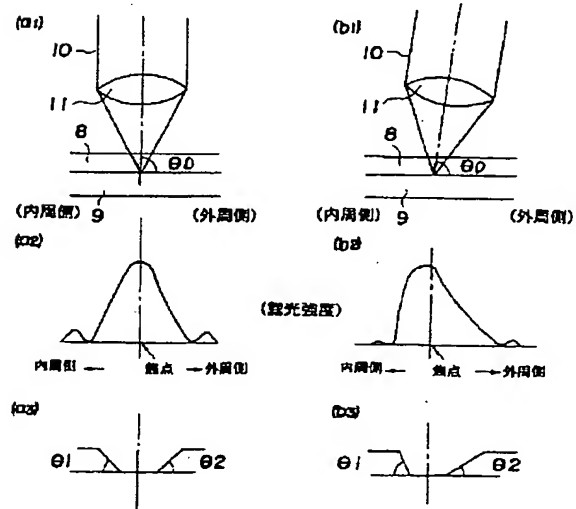 (a1)
10
11
8
θD
(内周側)
9
(外周側)
(b1)
10
11
8
θD
(内周側)
9
(外周側)
(a2)
内周側 ←
焦点
→ 外周側
(露光強度)
(b2)
内周側 ←
焦点
→ 外周側
(a3)
θ1
θ2
(b3)
θ1
θ2